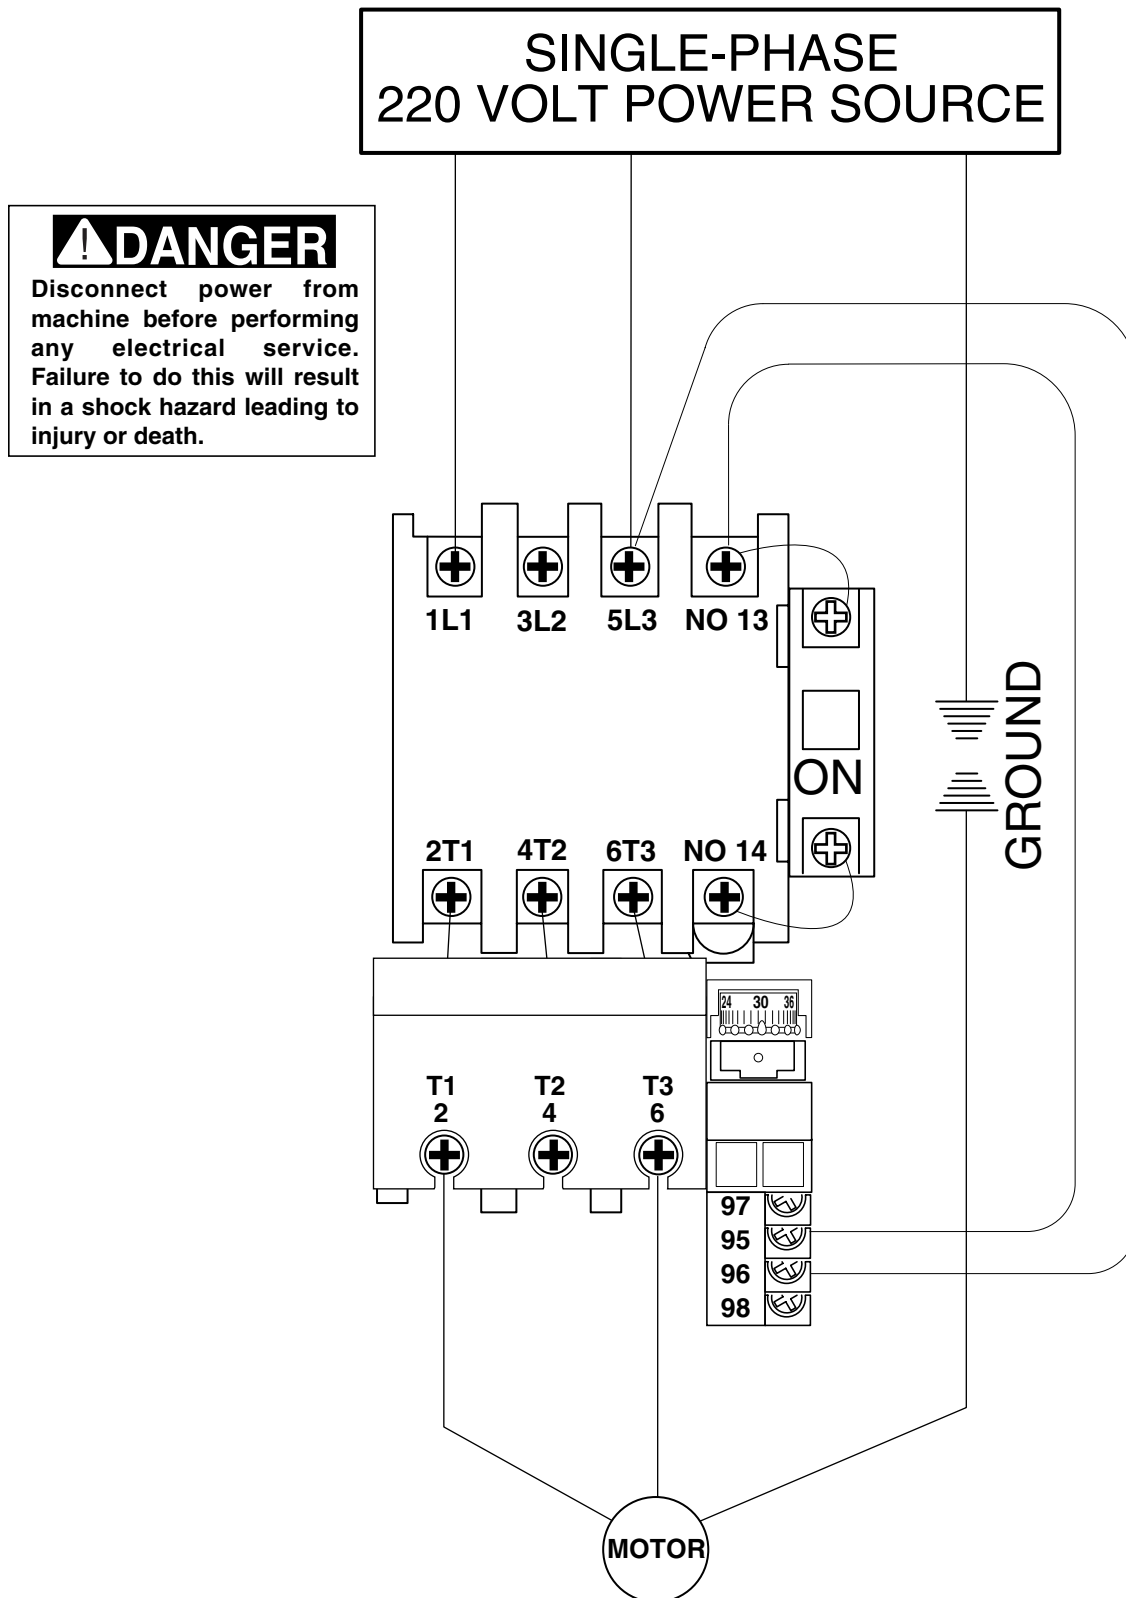 SINGLE-PHASE
220 VOLT POWER SOURCE
! DANGER
Disconnect power from
machine before performing
any electrical service.
Failure to do this will result
in a shock hazard leading to
injury or death.
1L1 3L2 5L3 NO 13
ON
GROUND
2T1 4T2 6T3 NO 14
24 30 36
T1 T2 T3
2 4 6
97
95
96
98
MOTOR